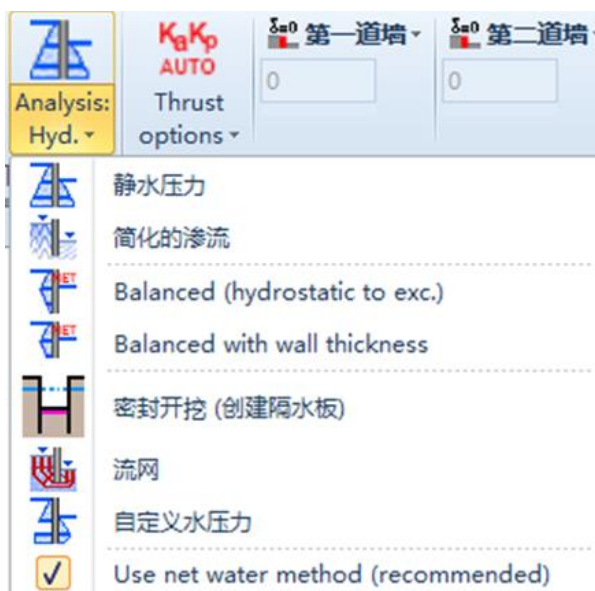 KaKp
AUTO
δ=0 第一道墙
δ=0 第二道墙
0
0
Analysis:
Hyd.
Thrust
options
静水压力
简化的渗流
NET
Balanced (hydrostatic to exc.)
NET
Balanced with wall thickness
密封开挖 (创建隔水板)
流网
自定义水压力
Use net water method (recommended)